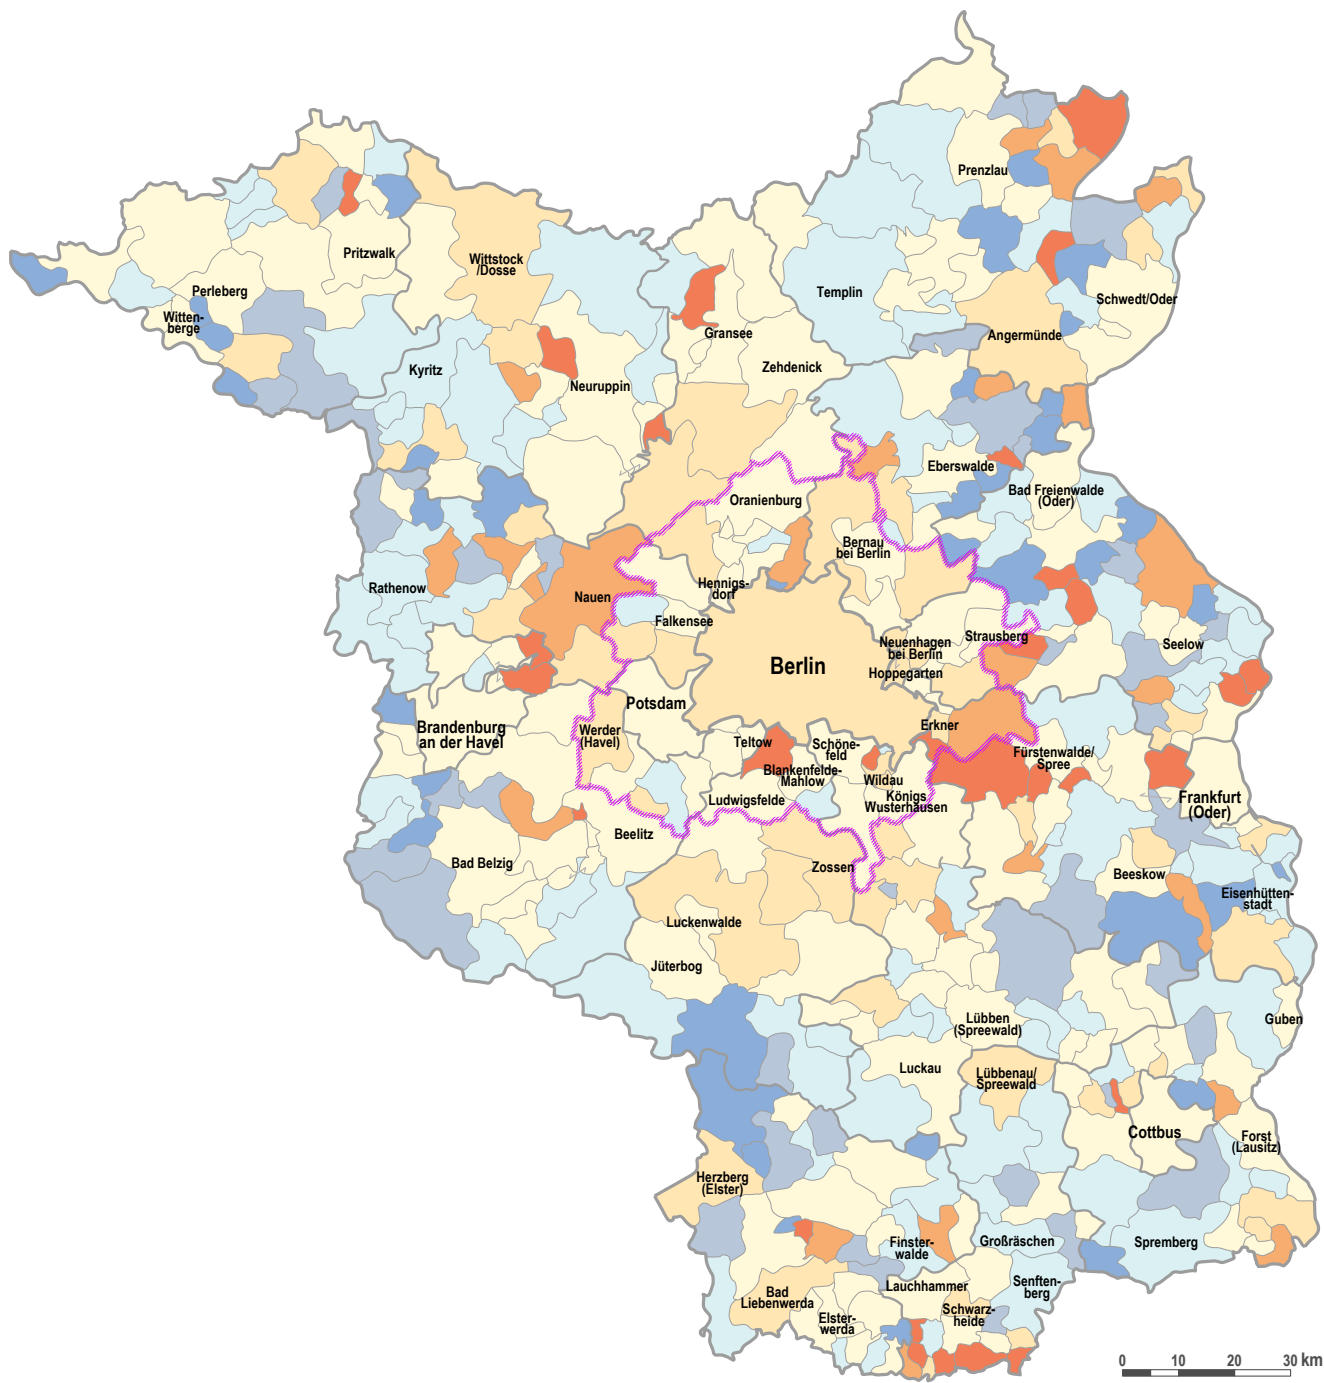 Prenzlau
Pritzwalk
Wittstock
/Dosse
Templin
Perleberg
Schwedt/Oder
Witten-
berge
Gransee
Angermünde
Kyritz
Zehdenick
Neuruppin
Eberswalde
Bad Freienwalde
(Oder)
Oranienburg
Bernau
bei Berlin
Rathenow
Hennigs-
dorf
Nauen
Falkensee
Strausberg
Neuenhagen
bei Berlin
Seelow
Berlin
Hoppegarten
Potsdam
Brandenburg
an der Havel
Werder
(Havel)
Erkner
Teltow
Schöne-
feld
Fürstenwalde/
Spree
Blankenfelde-
Mahlow
Wildau
Ludwigsfelde
Königs
Wusterhausen
Frankfurt
(Oder)
Beelitz
Bad Belzig
Zossen
Beeskow
Eisenhütten-
stadt
Luckenwalde
Jüterbog
Lübben
(Spreewald)
Guben
Luckau
Lübbenau/
Spreewald
Cottbus
Forst
(Lausitz)
Herzberg
(Elster)
Finster-
walde
Großräschen
Spremberg
Lauchhammer
Senften-
berg
Bad
Liebenwerda
Schwarz-
heide
Elster-
werda
0 10 20 30 km